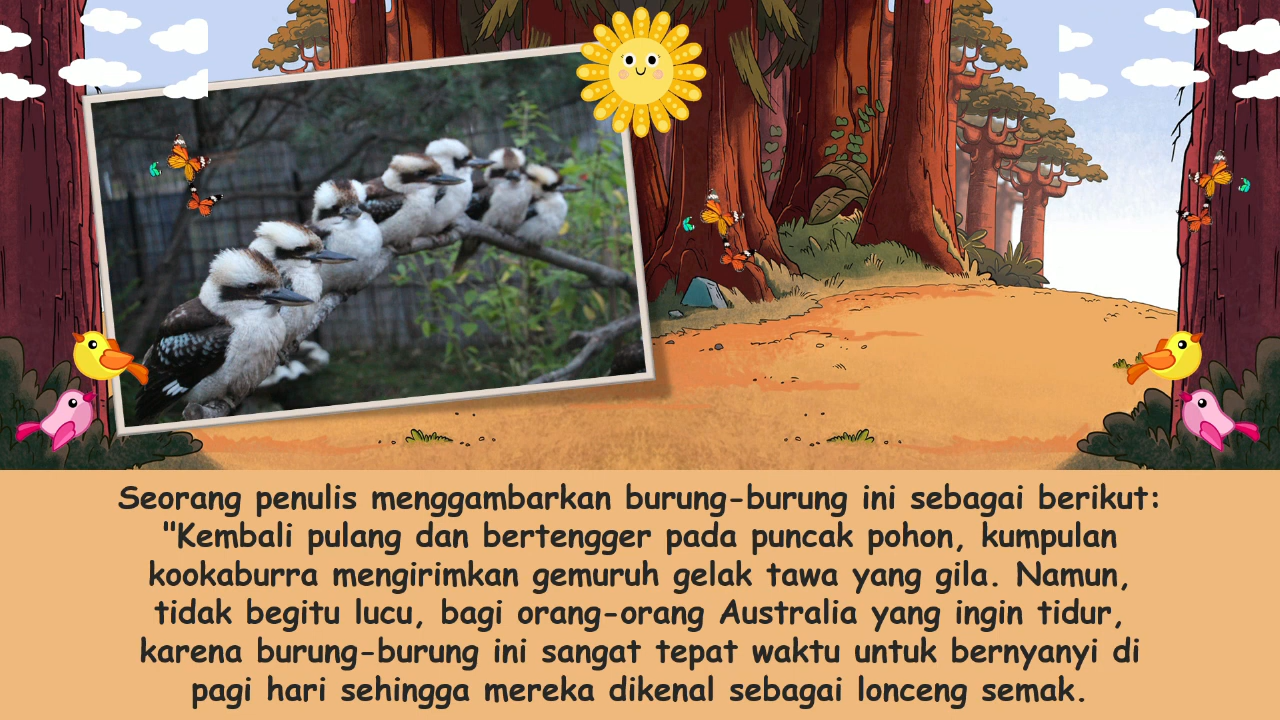 Seorang penulis menggambarkan burung-burung ini sebagai berikut:
"Kembali pulang dan bertengger pada puncak pohon, kumpulan
kookaburra mengirimkan gemuruh gelak tawa yang gila. Namun,
tidak begitu lucu, bagi orang-orang Australia yang ingin tidur,
karena burung-burung ini sangat tepat waktu untuk bernyanyi di
pagi hari sehingga mereka dikenal sebagai lonceng semak.